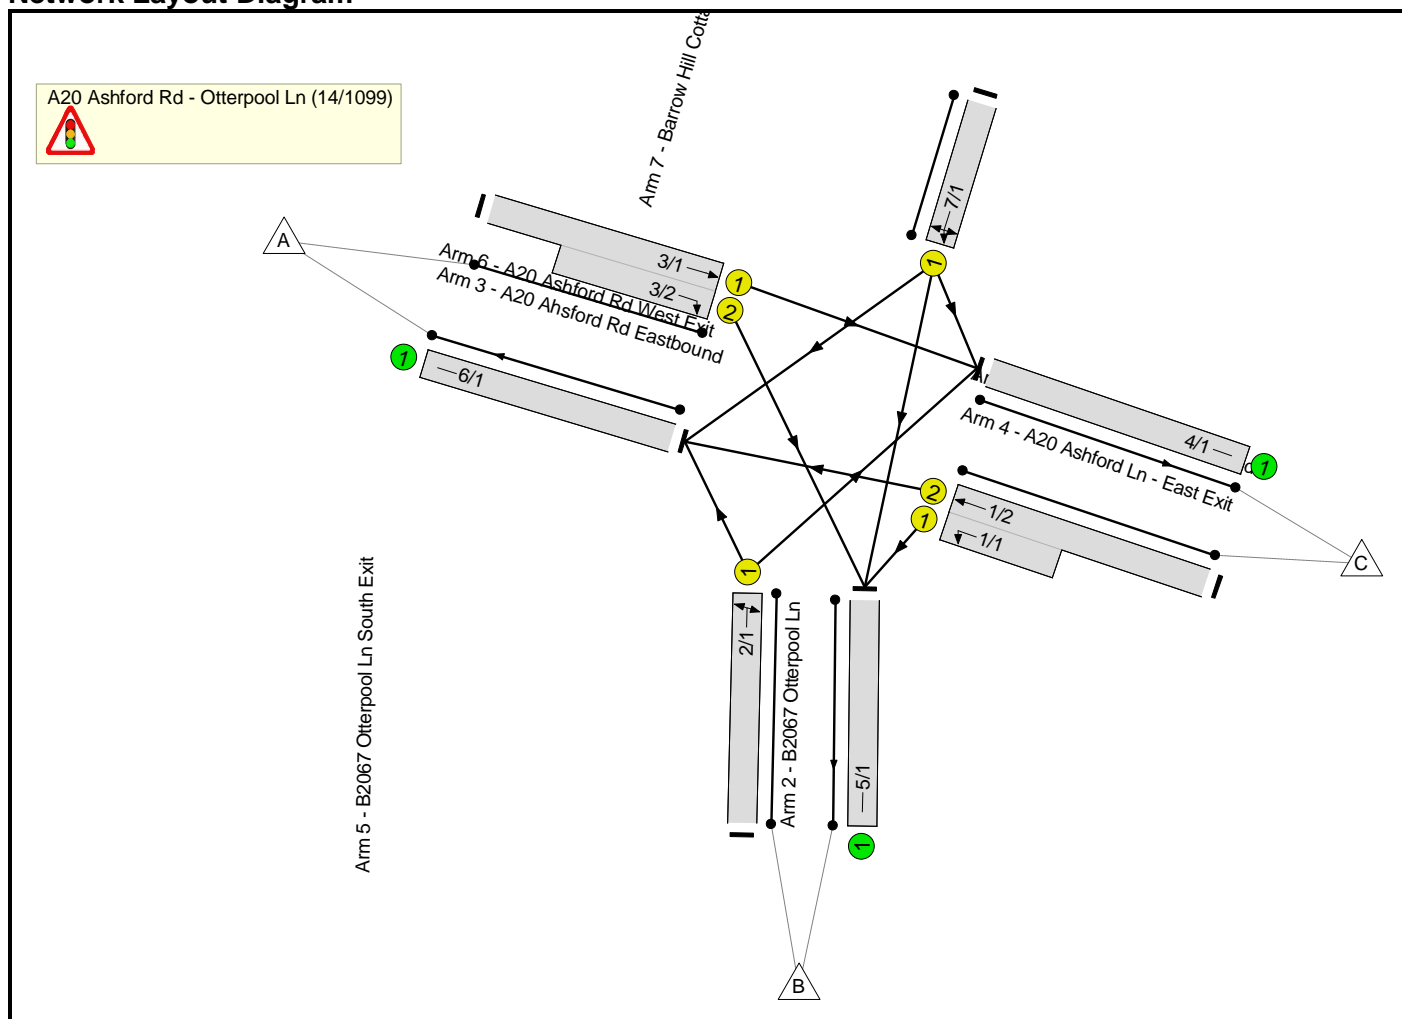 Network Layout Diagram
A20 Ashford Rd - Otterpool Ln (14/1099)
Arm 7 - Barrow Hill
7/1
1
A
3/1
3/2
1
2
Arm 6 - A20 Ashford Rd West Exit
Arm 3 - A20 Ahsford Rd Eastbound
1
6/1
4/1
1
Arm 4 - A20 Ashford Ln - East Exit
2
1
1/2
1/1
C
1
2/1
Arm 2 - B2067 Otterpool Ln
5/1
1
Arm 5 - B2067 Otterpool Ln South Exit
B